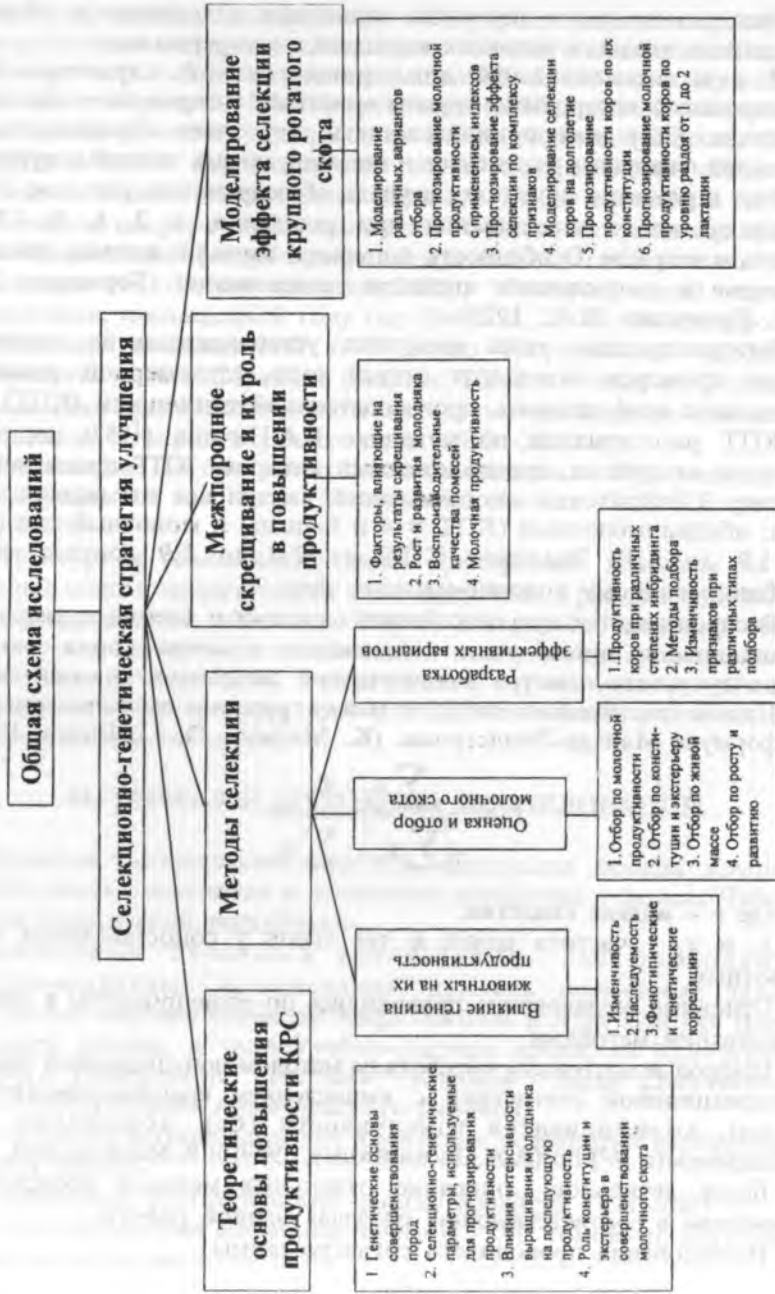 Общая схема исследований
Селекционно-генетическая стратегия улучшения
Теоретические
основы повышения
продуктивности КРС
1 Генетические основы
совершенствования
пород
2. Селекционно-генетические
параметры, используемые
для прогнозирования
продуктивности
3. Влияния интенсивности
выращивания молодняка
на последующую
продуктивность
4. Роль конституции и
экстерьера в
совершенствовании
молочного скота
Методы селекции
Влияние генотипа
животных на их
продуктивность
1.Изменчивость
2.Наследуемость
3.Фенотипические
и генетические
корреляции
Оценка и отбор
молочного скота
1.Отбор по молочной
продуктивности
2. Отбор по консти-
туции и экстерьеру
3. Отбор по живой
массе
4. Отбор по росту и
развитию
Разработка
эффективных вариантов
1.Продуктивность
коров при различных
степенях инбридинга
2. Методы подбора
3. Изменчивость
признаков при
различных типах
подбора
Межпородное
скрещивание и их роль
в повышении
продуктивности
1. Факторы, влияющие на
результаты скрещивания
2. Рост и развития молодняка
3. Воспроизводительные
качества помесей
4. Молочная продуктивность
Моделирование
эффекта селекции
крупного рогатого
скота
1. Моделирование
различных вариантов
отбора
2. Прогнозирование молочной
продуктивности
с применением индексов
3. Прогнозирование эффекта
селекции по комплексу
признаков
4. Моделирование селекции
коров на долголетие
5. Прогнозирование
продуктивности коров по их
конституции
6. Прогнозирование молочной
продуктивности коров по
уровню раздоя от 1 до 2
лактации